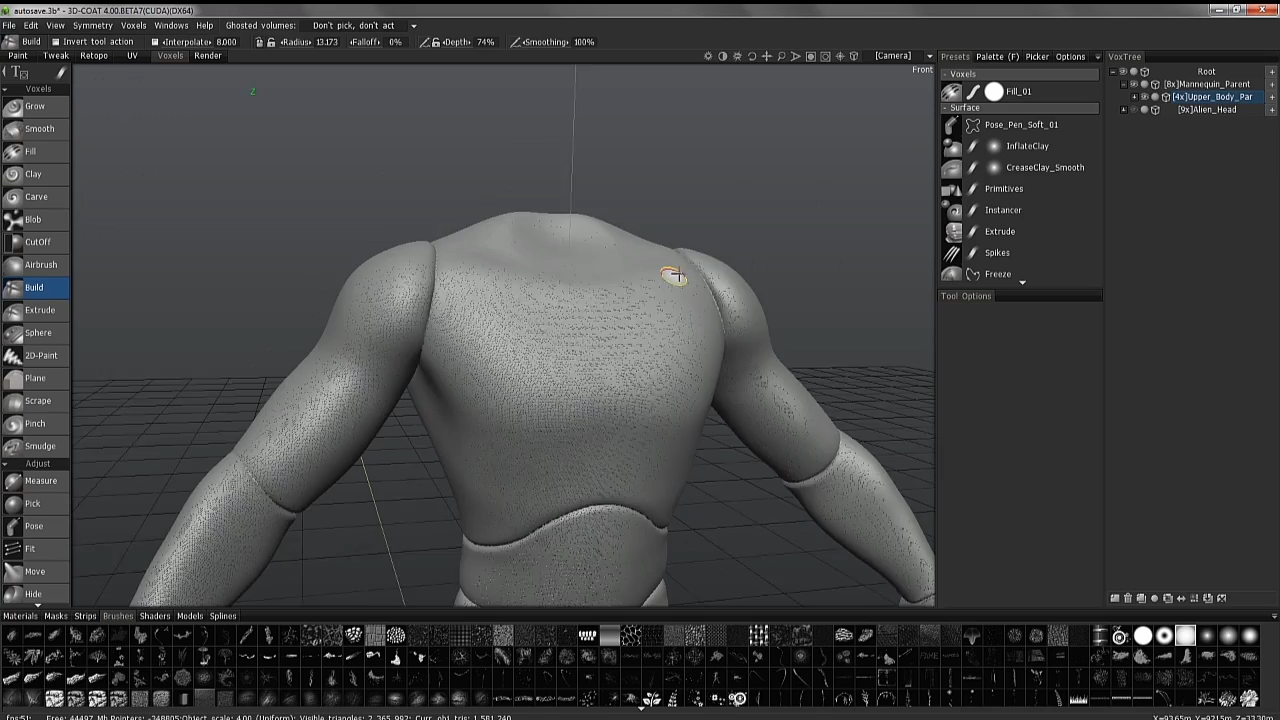 autosave.3b* - 3D-COAT 4.00.BETA7(CUDA)(DX64)
File Edit View Symmetry Voxels Windows Help Ghosted volumes: Don't pick, don't act
Build Invert tool action Interpolate 8.000 Radius 13.173 Falloff 0% Depth 74% Smoothing 100%
Paint Tweak Retopo UV Voxels Render [Camera] Presets Palette (F) Picker Options VoxTree
Front
Voxels
Grow
Smooth
Fill
Clay
Carve
Blob
CutOff
Airbrush
Build
Extrude
Sphere
2D-Paint
Plane
Scrape
Pinch
Smudge
Adjust
Measure
Pick
Pose
Fit
Move
Hide
Z
Voxels
Fill_01
Surface
Pose_Pen_Soft_01
InflateClay
CreaseClay_Smooth
Primitives
Instancer
Extrude
Spikes
Freeze
Tool Options
Root
[8x]Mannequin_Parent
[4x]Upper_Body_Par
[9x]Alien_Head
Materials Masks Strips Brushes Shaders Models Splines